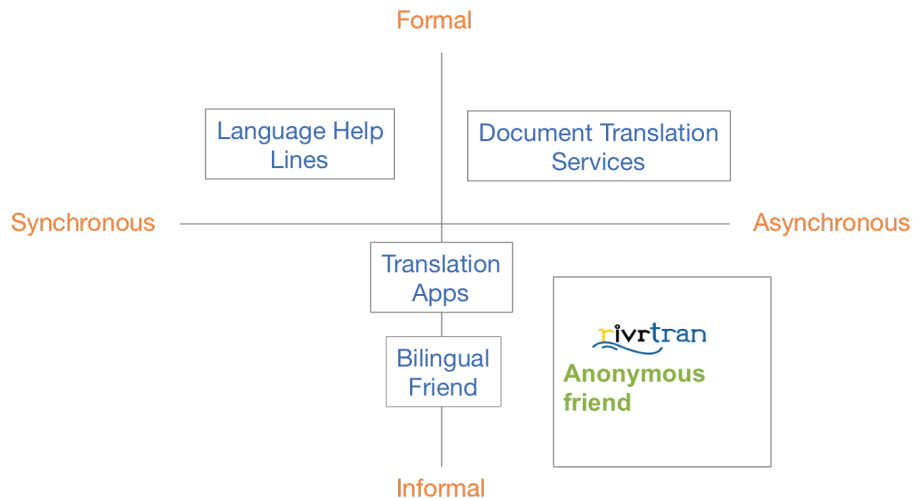 Formal
Language Help
Lines
Document Translation
Services
Synchronous
Asynchronous
Translation
Apps
rivrtran
Bilingual
Friend
Anonymous
friend
Informal